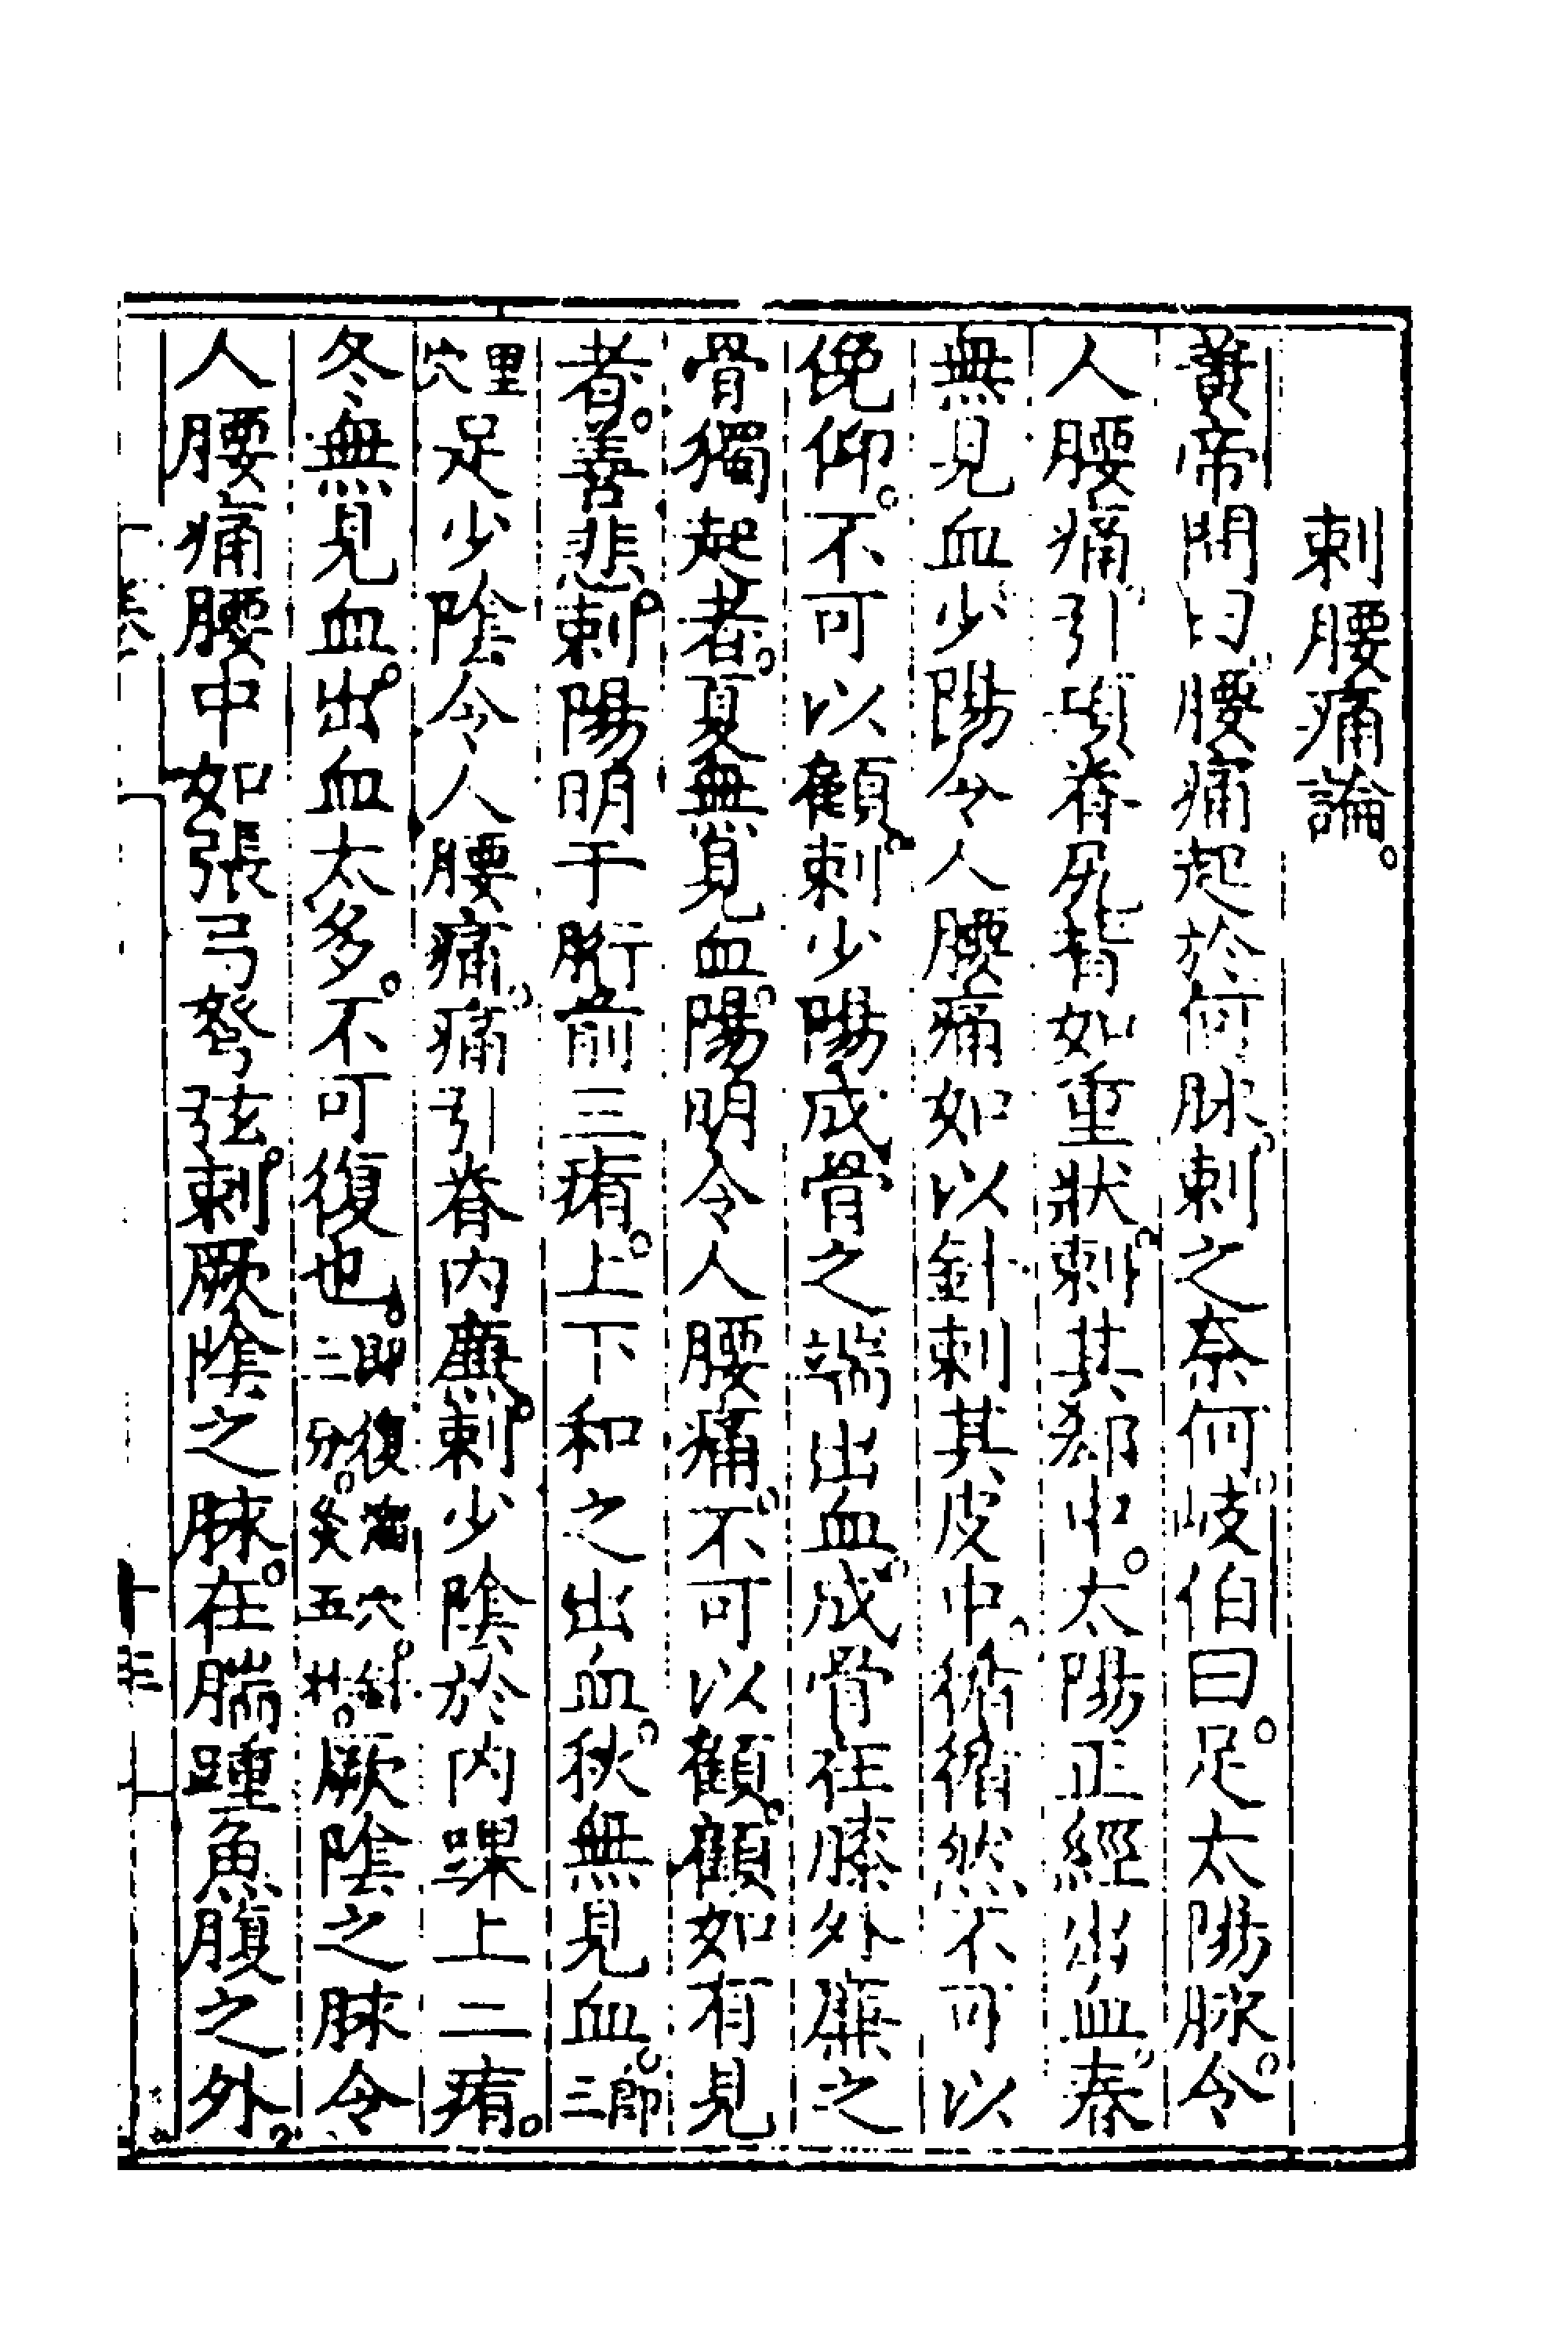 刺腰痛論。
黃帝問曰。腰痛起於何脉。刺之奈何。岐伯曰。足太陽脉。令
人腰痛。引項脊尻背如重狀。刺其郄中。太陽正經出血。春
無見血。少陽令人腰痛如以針刺其皮中。循循然不可以
俛仰。不可以顧。刺少陽成骨之端出血。成骨在膝外廉之
骨獨起者。夏無見血。陽明令人腰痛。不可以顧。顧如有見
者。善悲。刺陽明于䯒前三痏。上下和之出血。秋無見血。即三
里穴足少陰令人腰痛。痛引脊內廉。刺少陰於內踝上二痏。
冬無見血。出血太多。不可復也。即復溜穴。針三分。灸五壯。厥陰之脉令
人腰痛腰中如張弓弩弦。刺厥陰之脉。在腨踵魚腹之外。